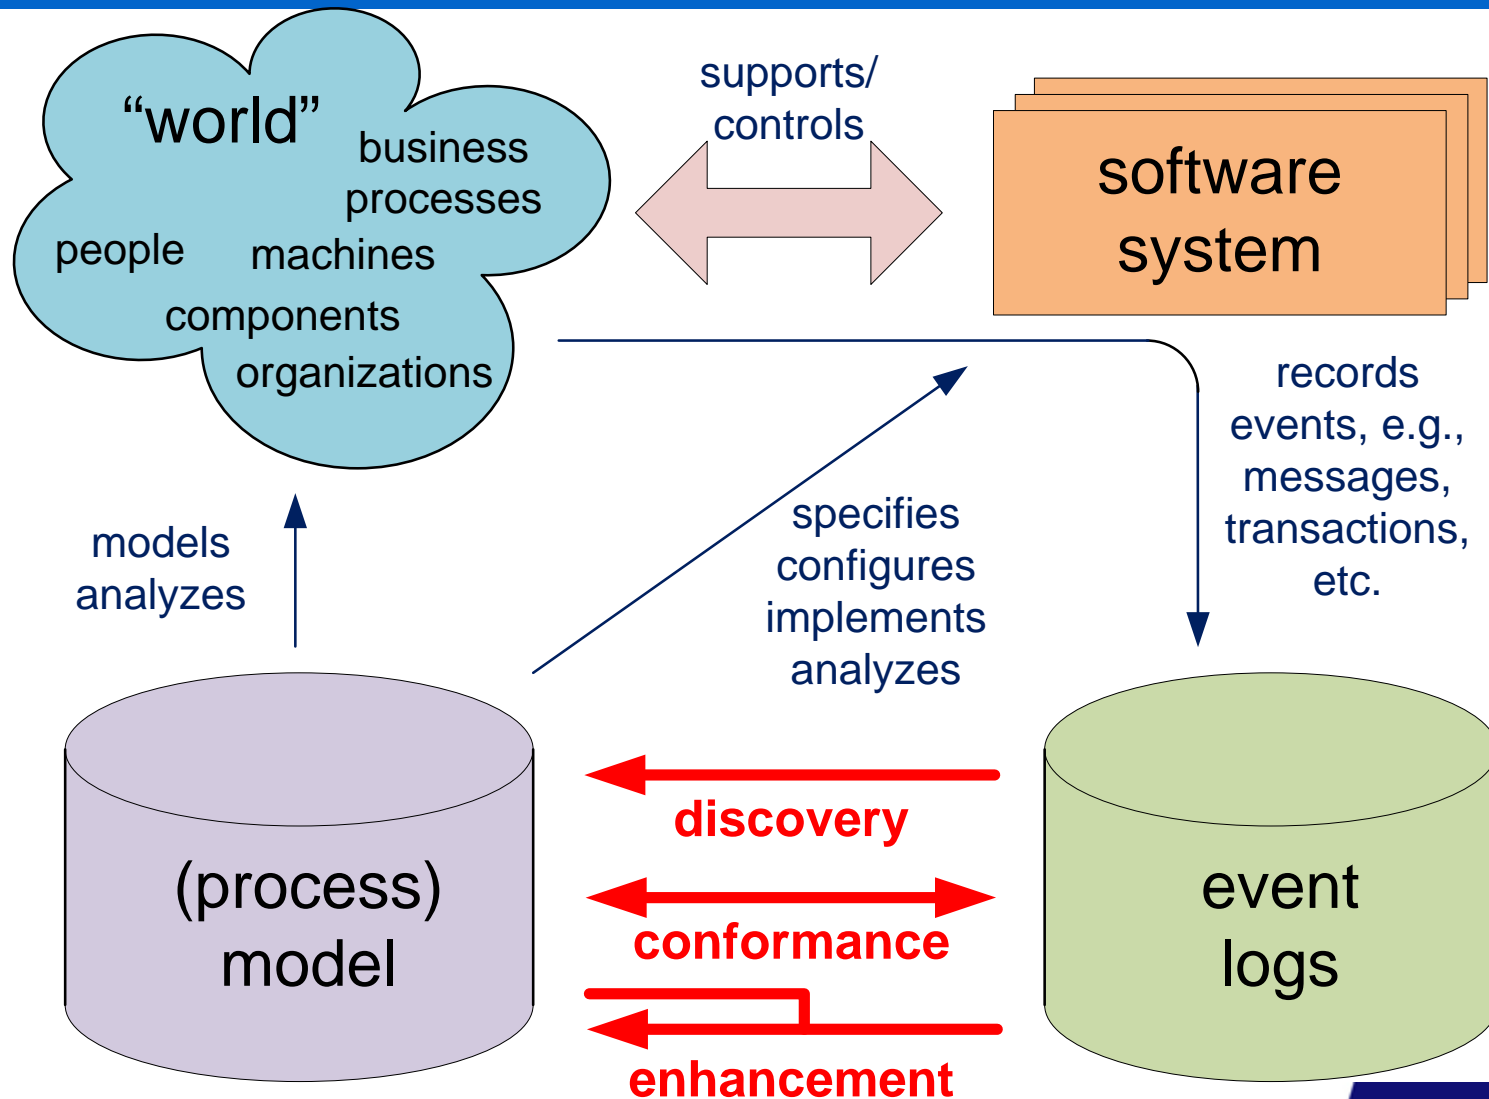 “world”
business
processes
people
machines
components
organizations
supports/
controls
software
system
records
events, e.g.,
messages,
transactions,
etc.
models
analyzes
specifies
configures
implements
analyzes
discovery
(process)
model
conformance
event
logs
enhancement